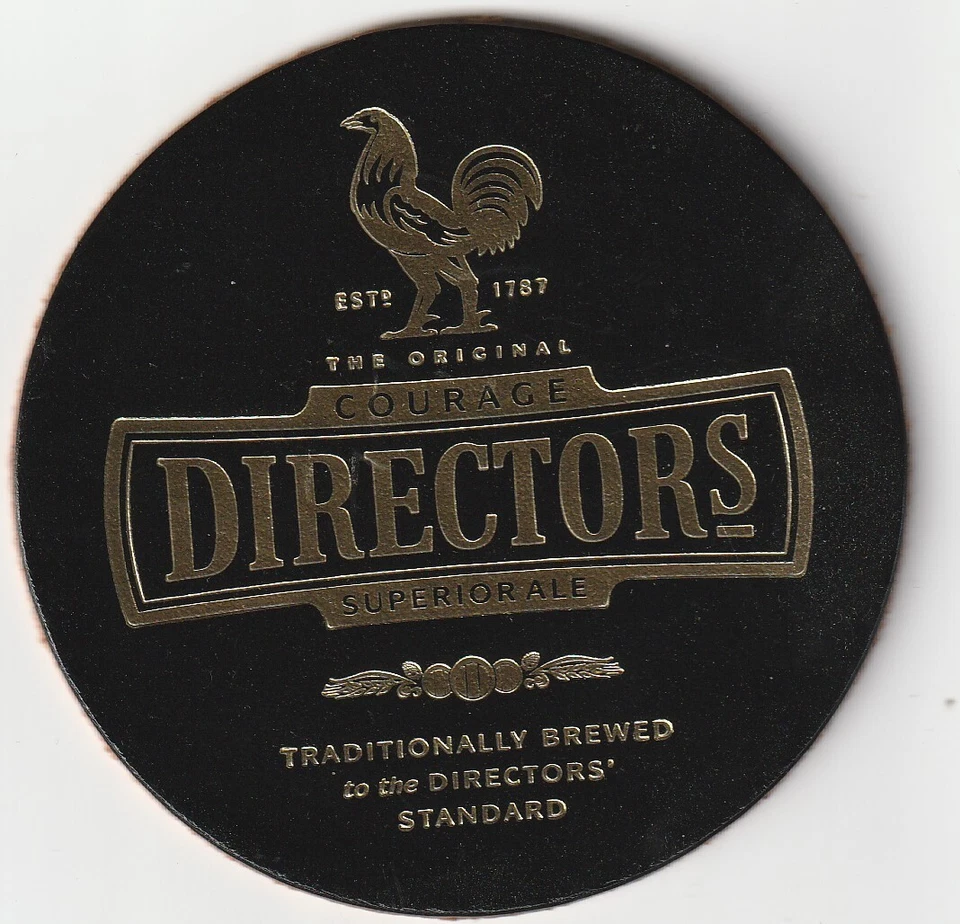 ESTD 1787
THE ORIGINAL
COURAGE
DIRECTORS
SUPERIOR ALE
TRADITIONALLY BREWED
to the DIRECTORS'
STANDARD